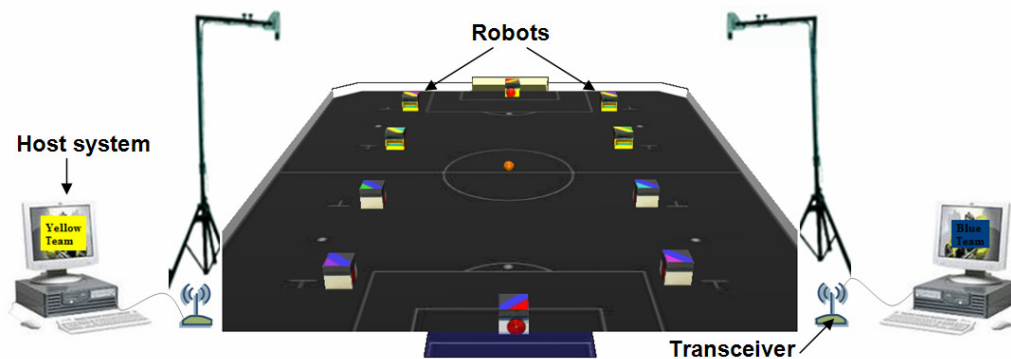 Robots
Host system
Yellow
Team
Blue
Team
Transceiver